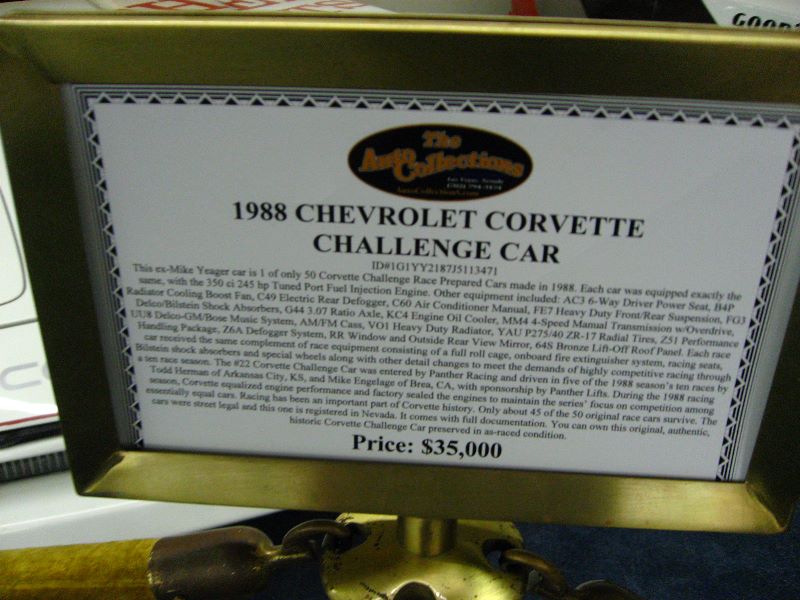 GOOD
The
Auto Collections
Las Vegas, Nevada
AutoCollections.com
1988 CHEVROLET CORVETTE
CHALLENGE CAR
ID#1G1YY2187J5113471
This ex-Mike Yeager car is 1 of only 50 Corvette Challenge Race Prepared Cars made in 1988. Each car was equipped exactly the
same, with the 350 ci 245 hp Tuned Port Fuel Injection Engine. Other equipment included: AC3 6-Way Driver Power Seat, B4P
Radiator Cooling Boost Fan, C49 Electric Rear Defogger, C60 Air Conditioner Manual, FE7 Heavy Duty Front/Rear Suspension, FG3
Delco/Bilstein Shock Absorbers, G44 3.07 Ratio Axle, KC4 Engine Oil Cooler, MM4 4-Speed Manual Transmission w/Overdrive,
UU8 Delco-GM/Bose Music System, AM/FM Cass, VO1 Heavy Duty Radiator, YAU P275/40 ZR-17 Radial Tires, Z51 Performance
Handling Package, Z6A Defogger System, RR Window and Outside Rear View Mirror, 64S Bronze Lift-Off Roof Panel. Each race
car received the same complement of race equipment consisting of a full roll cage, onboard fire extinguisher system, racing seats,
Bilstein shock absorbers and special wheels along with other detail changes to meet the demands of highly competitive racing through
a ten race season. The #22 Corvette Challenge Car was entered by Panther Racing and driven in five of the 1988 season's ten races by
Todd Herman of Arkansas City, KS, and Mike Engelage of Brea, CA, with sponsorship by Panther Lifts. During the 1988 racing
season, Corvette equalized engine performance and factory sealed the engines to maintain the series' focus on competition among
essentially equal cars. Racing has been an important part of Corvette history. Only about 45 of the 50 original race cars survive. The
cars were street legal and this one is registered in Nevada. It comes with full documentation. You can own this original, authentic,
historic Corvette Challenge Car preserved in as-raced condition.
Price: $35,000